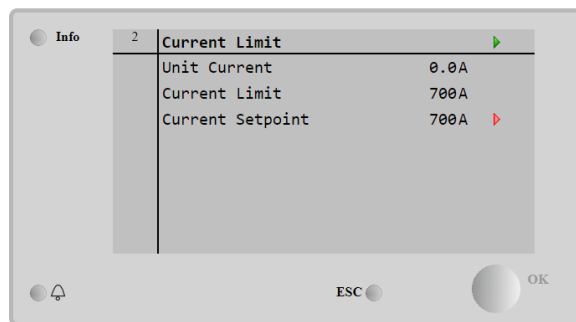 Info
2 Current Limit
Unit Current 0.0A
Current Limit 700A
Current Setpoint 700A
ESC
OK